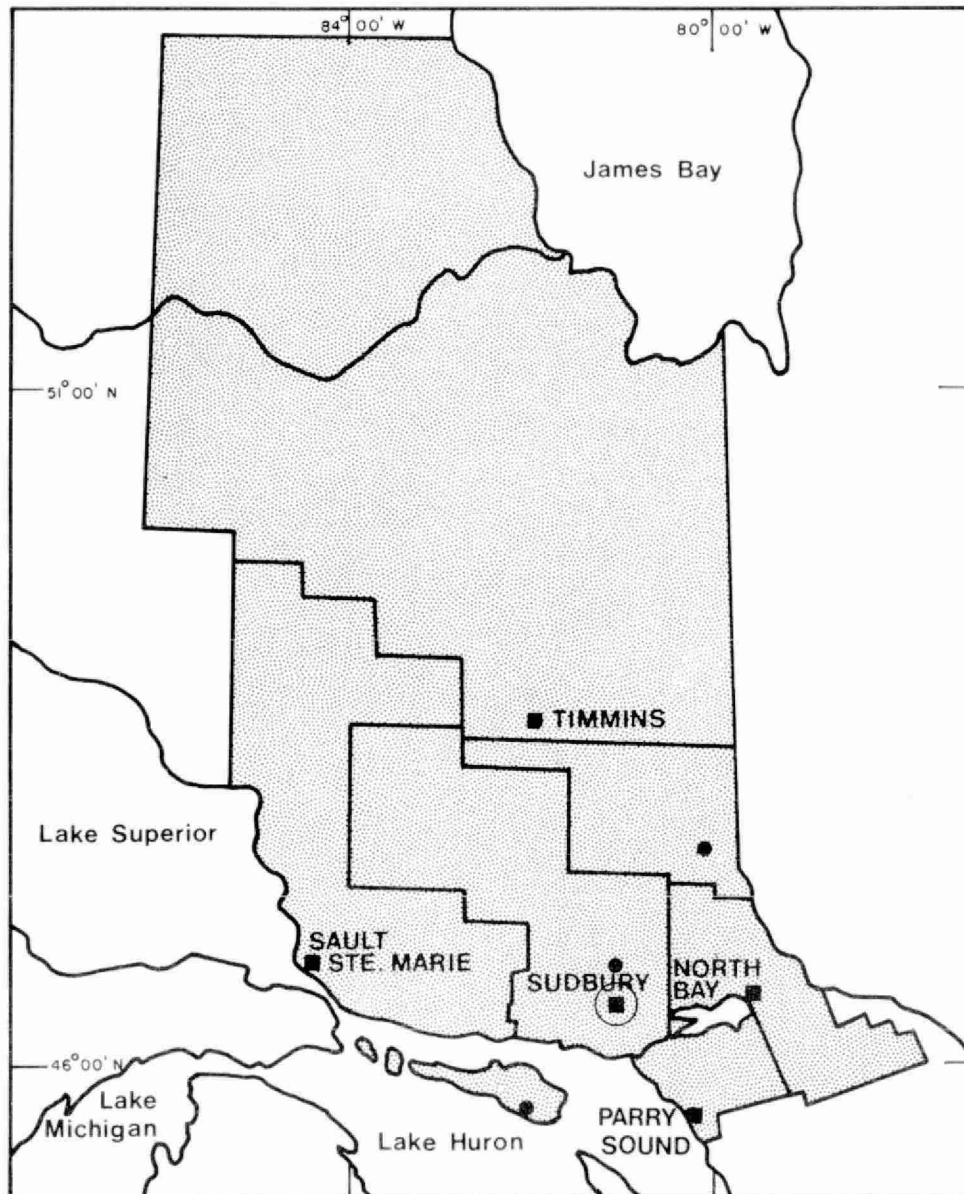 84° 00' W
80° 00' W
James Bay
51° 00' N
TIMMINS
Lake Superior
SAULT
STE. MARIE
SUDBURY
NORTH
BAY
46° 00' N
Lake
Michigan
Lake Huron
PARRY
SOUND